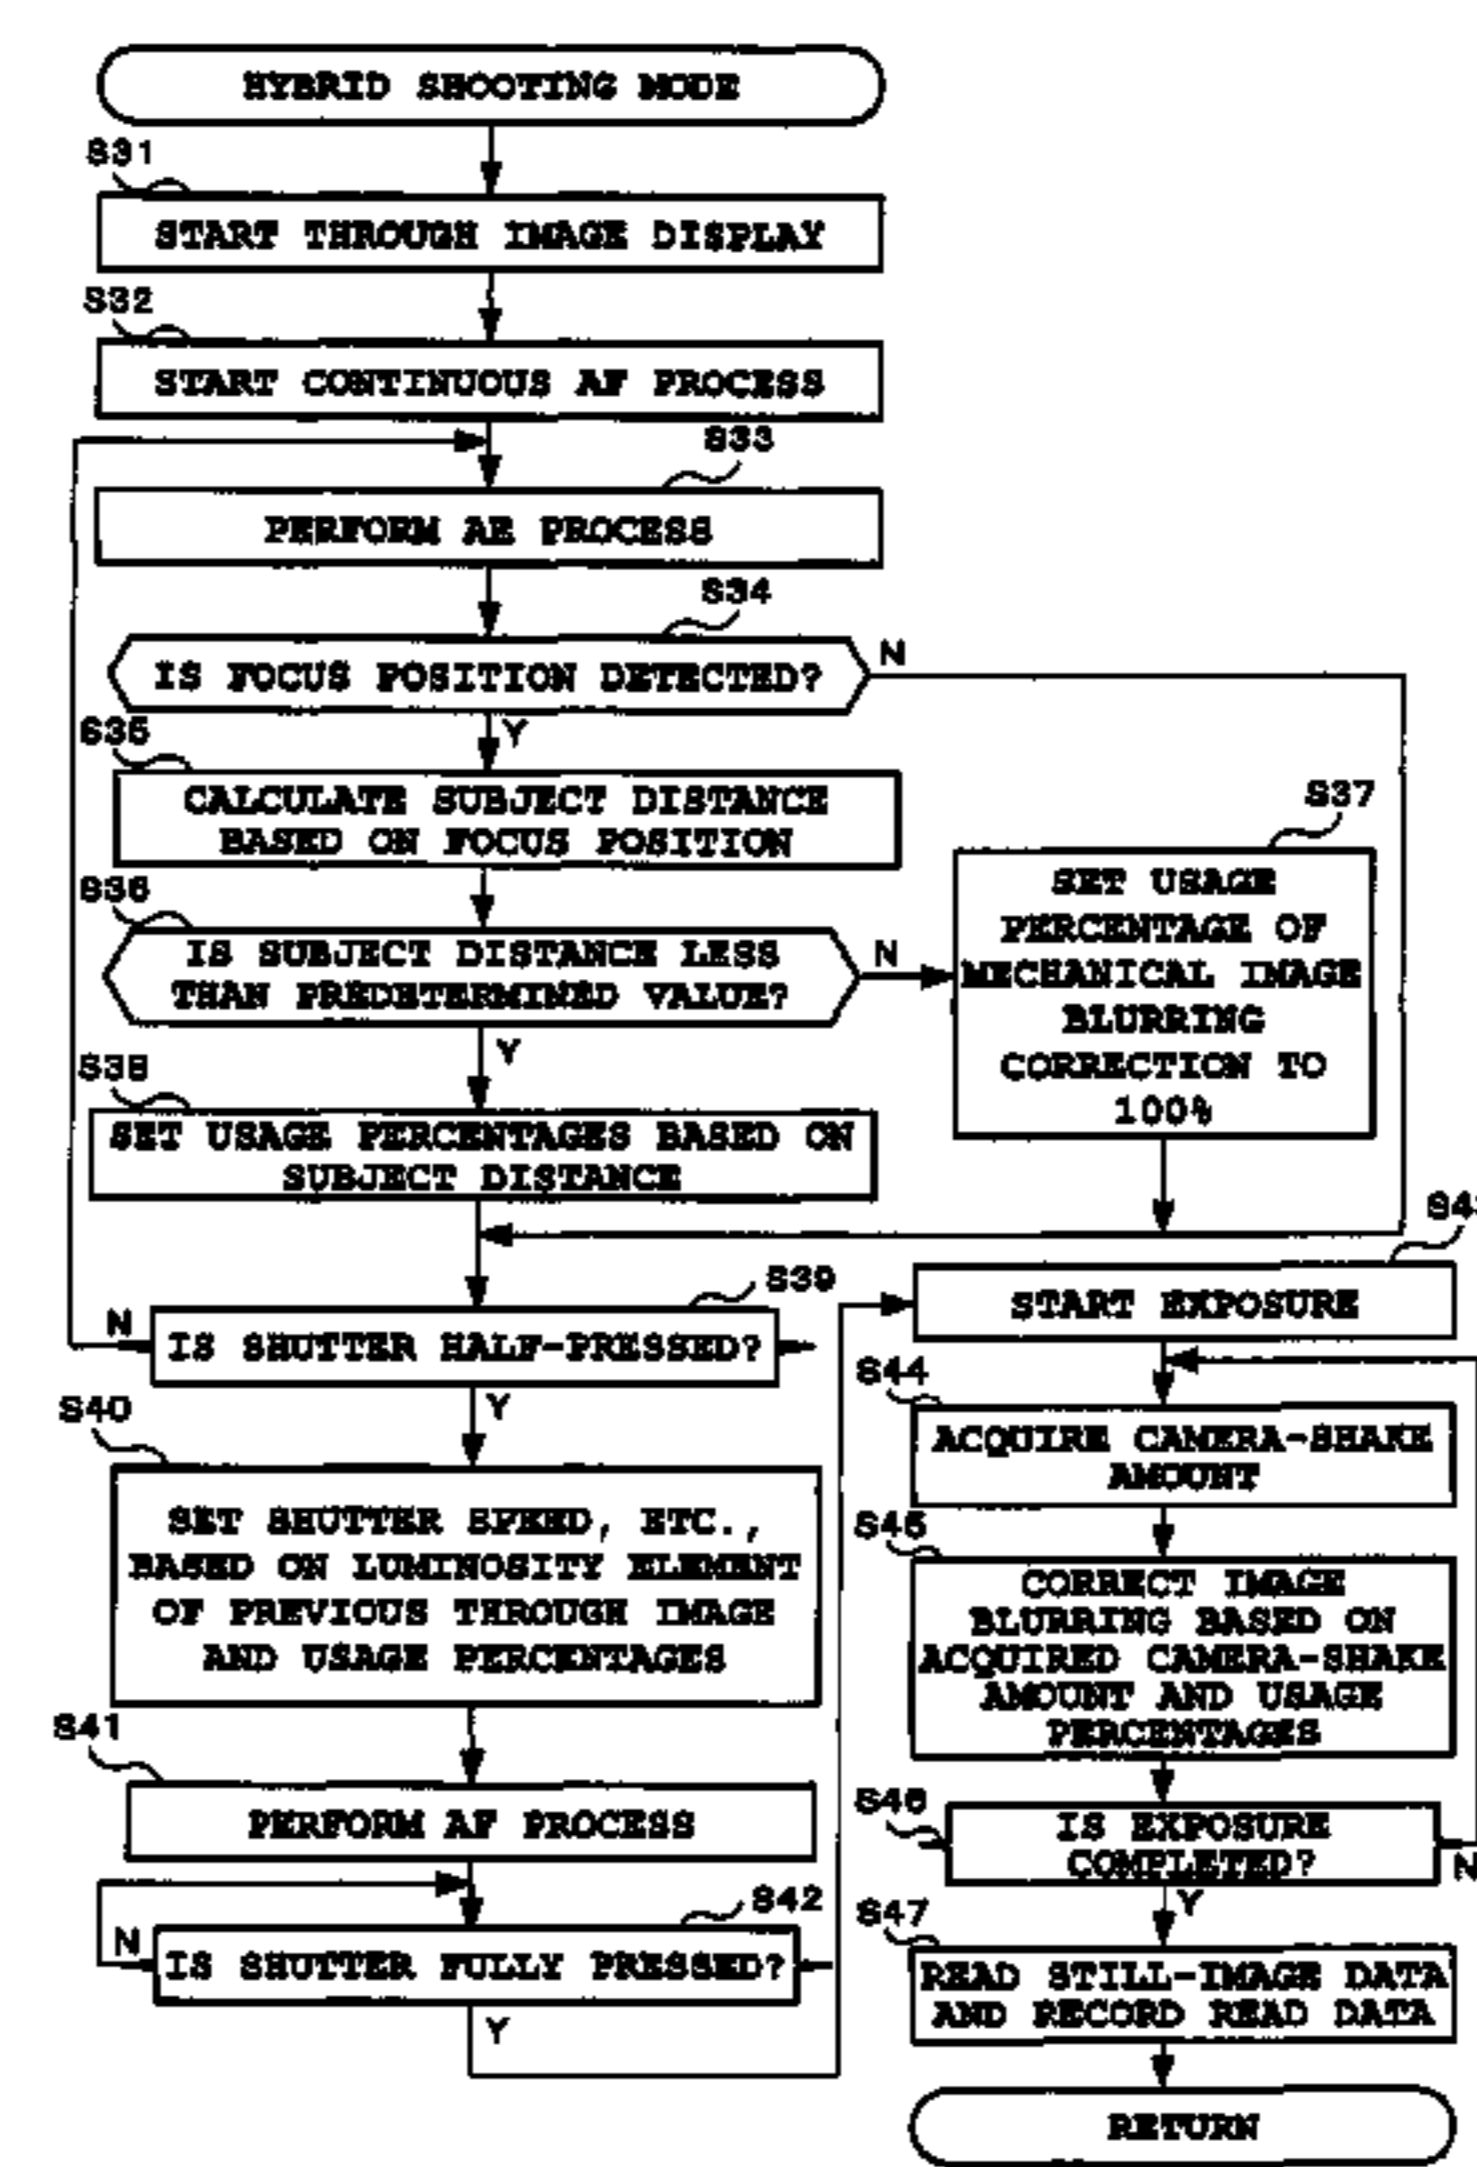 HYBRID SHOOTING MODE
S31
START THROUGH IMAGE DISPLAY
S32
START CONTINUOUS AF PROCESS
S33
PERFORM AE PROCESS
S34
IS FOCUS POSITION DETECTED?
N
Y
S35
CALCULATE SUBJECT DISTANCE
BASED ON FOCUS POSITION
S36
IS SUBJECT DISTANCE LESS
THAN PREDETERMINED VALUE?
N
Y
S37
SET USAGE
PERCENTAGE OF
MECHANICAL IMAGE
BLURRING
CORRECTION TO
100%
S38
SET USAGE PERCENTAGES BASED ON
SUBJECT DISTANCE
S39
IS SHUTTER HALF-PRESSED?
N
Y
S40
SET SHUTTER SPEED, ETC.,
BASED ON LUMINOSITY ELEMENT
OF PREVIOUS THROUGH IMAGE
AND USAGE PERCENTAGES
S41
PERFORM AF PROCESS
S42
IS SHUTTER FULLY PRESSED?
N
Y
START EXPOSURE
S44
ACQUIRE CAMERA-SHAKE
AMOUNT
S45
CORRECT IMAGE
BLURRING BASED ON
ACQUIRED CAMERA-SHAKE
AMOUNT AND USAGE
PERCENTAGES
S46
IS EXPOSURE
COMPLETED?
N
Y
S47
READ STILL-IMAGE DATA
AND RECORD READ DATA
RETURN